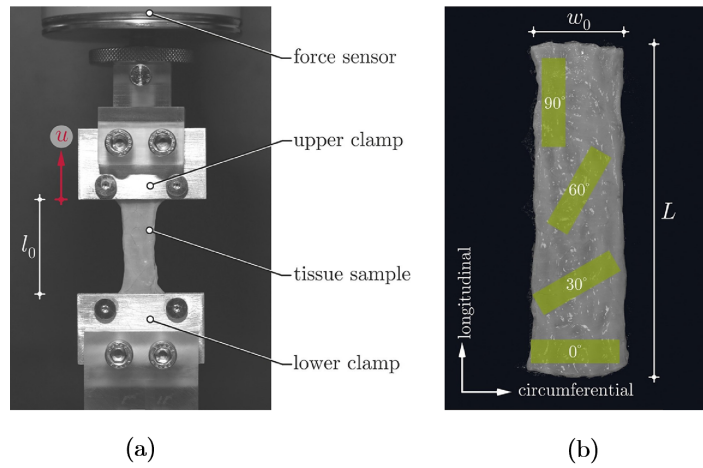 force sensor
u
upper clamp
l₀
tissue sample
lower clamp
(a)
w₀
90°
60°
L
30°
0°
longitudinal
circumferential
(b)